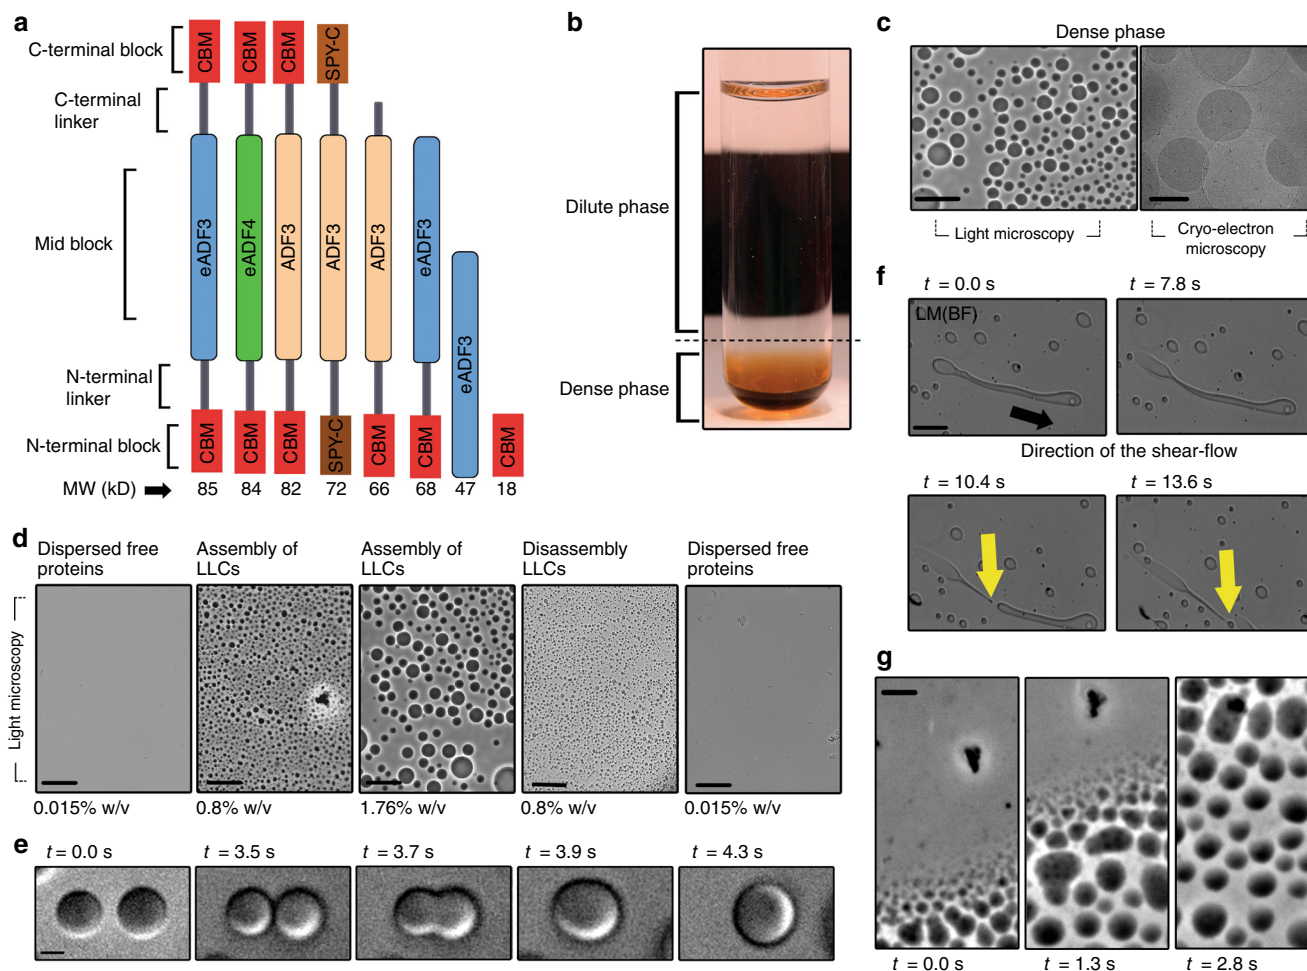 a
C-terminal block
CBM
CBM
CBM
SPY-C
C-terminal
linker
Mid block
eADF3
eADF4
ADF3
ADF3
ADF3
eADF3
eADF3
N-terminal
linker
N-terminal block
CBM
CBM
CBM
SPY-C
CBM
CBM
CBM
MW (kD)
85
84
82
72
66
68
47
18
b
Dilute phase
Dense phase
c
Dense phase
Light microscopy
Cryo-electron
microscopy
d
Dispersed free
proteins
Assembly of
LLCs
Assembly of
LLCs
Disassembly
LLCs
Dispersed free
proteins
Light microscopy
0.015% w/v
0.8% w/v
1.76% w/v
0.8% w/v
0.015% w/v
e
t = 0.0 s
t = 3.5 s
t = 3.7 s
t = 3.9 s
t = 4.3 s
f
t = 0.0 s
t = 7.8 s
LM(BF)
Direction of the shear-flow
t = 10.4 s
t = 13.6 s
g
t = 0.0 s
t = 1.3 s
t = 2.8 s